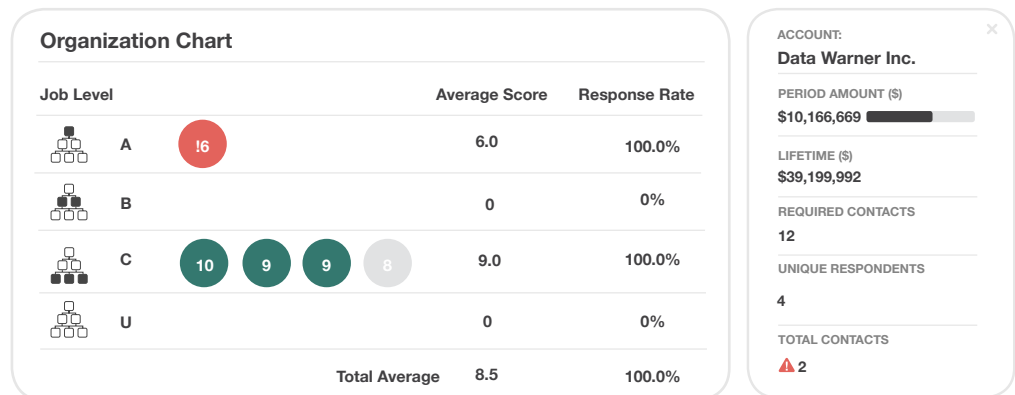 Organization Chart
Job Level Average Score Response Rate
A !6 6.0 100.0%
B 0 0%
C 10 9 9 8 9.0 100.0%
U 0 0%
Total Average 8.5 100.0%
ACCOUNT:
Data Warner Inc.
PERIOD AMOUNT ($)
$10,166,669
LIFETIME ($)
$39,199,992
REQUIRED CONTACTS
12
UNIQUE RESPONDENTS
4
TOTAL CONTACTS
2